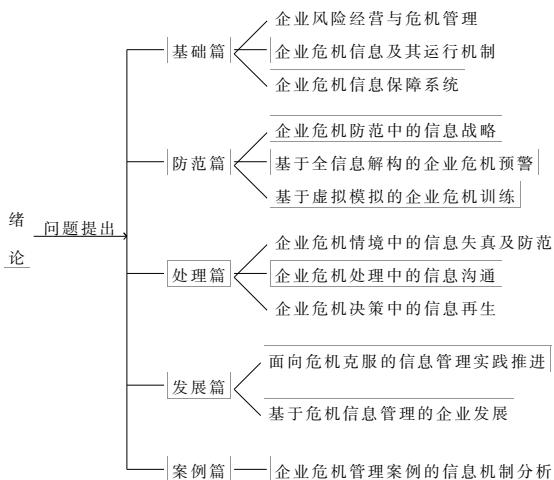 绪论
问题提出
基础篇
企业风险经营与危机管理
企业危机信息及其运行机制
企业危机信息保障系统
防范篇
企业危机防范中的信息战略
基于全信息解构的企业危机预警
基于虚拟模拟的企业危机训练
处理篇
企业危机情境中的信息失真及防范
企业危机处理中的信息沟通
企业危机决策中的信息再生
发展篇
面向危机克服的信息管理实践推进
基于危机信息管理的企业发展
案例篇
企业危机管理案例的信息机制分析